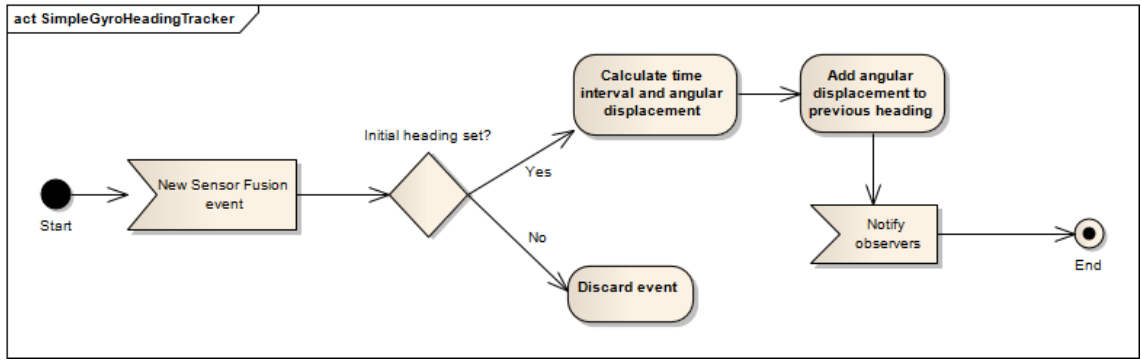 act SimpleGyroHeadingTracker
Start
New Sensor Fusion
event
Initial heading set?
Yes
No
Calculate time
interval and angular
displacement
Add angular
displacement to
previous heading
Discard event
Notify
observers
End